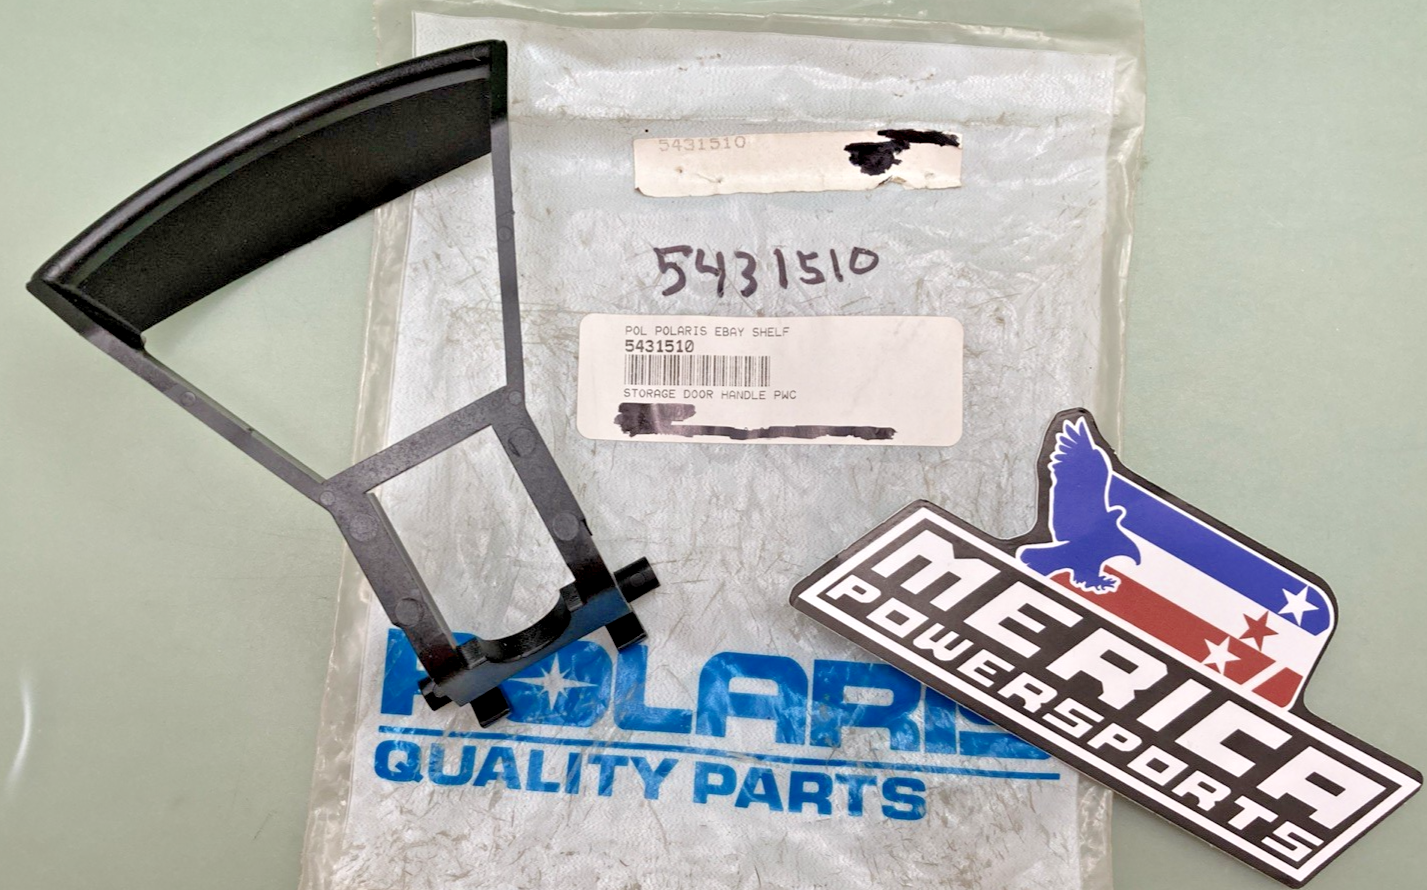 5431510
5431510
POL POLARIS EBAY SHELF
5431510
STORAGE DOOR HANDLE PWC
POLARIS
QUALITY PARTS
MERICA
POWERSPORTS